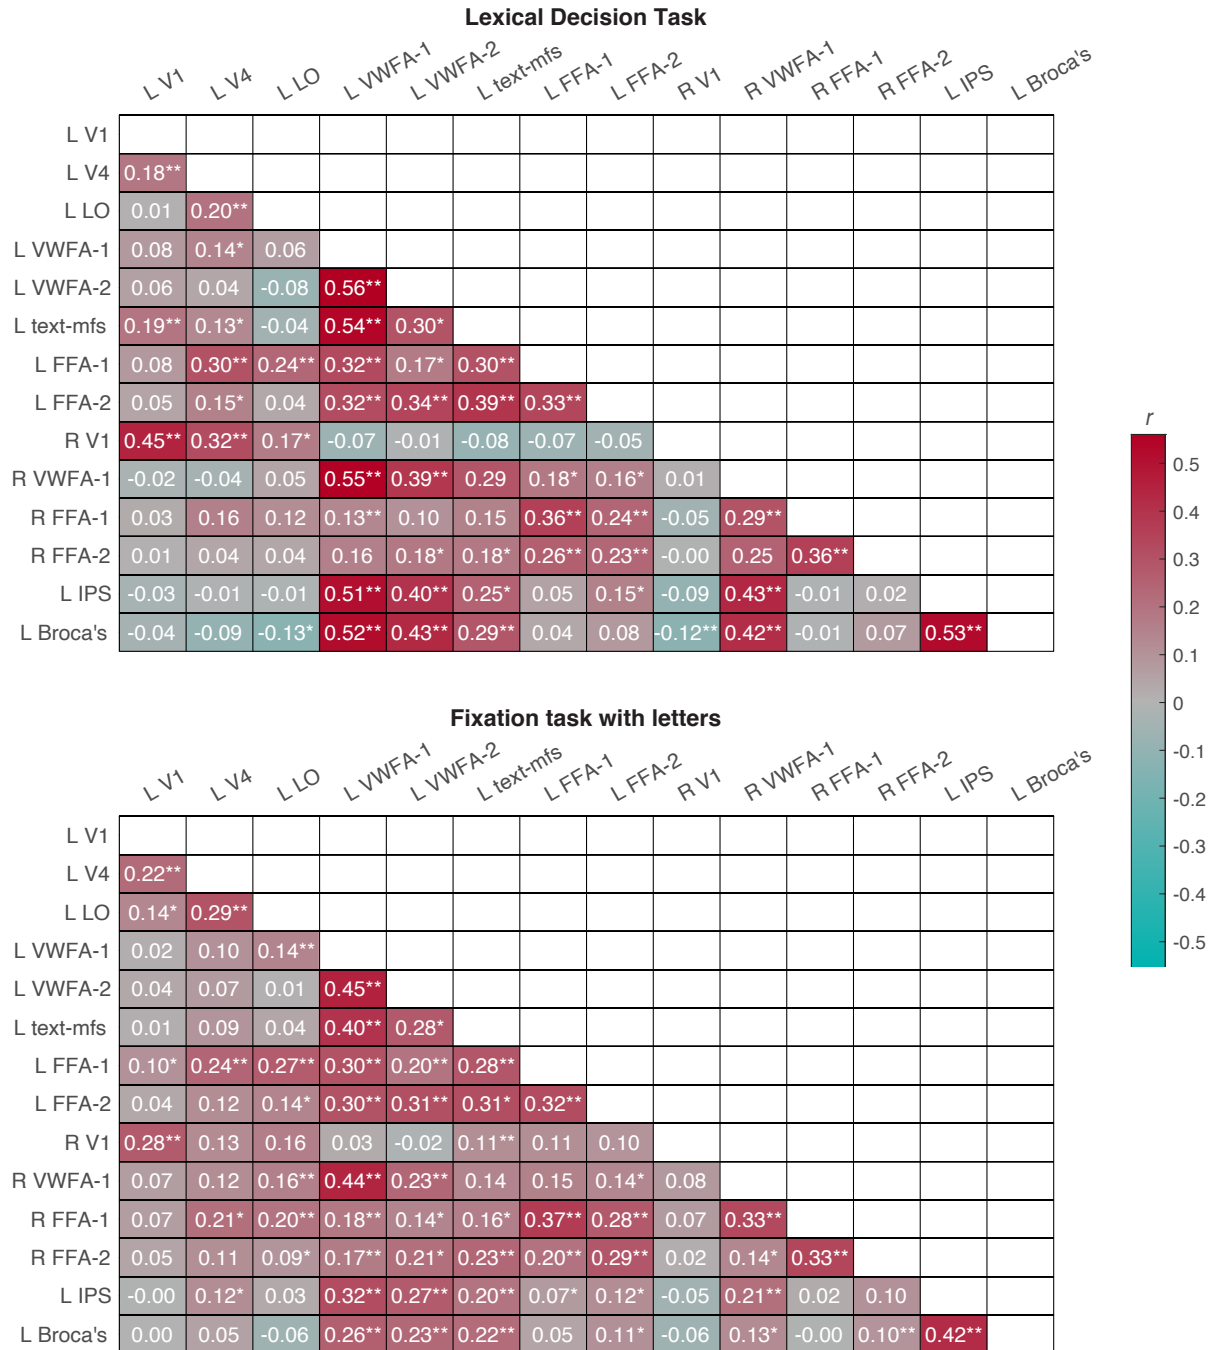 Lexical Decision Task
L V1 L V4 L LO L VWFA-1 L VWFA-2 L text-mfs L FFA-1 L FFA-2 R V1 R VWFA-1 R FFA-1 R FFA-2 L IPS L Broca's
L V1
L V4 0.18**
L LO 0.01 0.20**
L VWFA-1 0.08 0.14* 0.06
L VWFA-2 0.06 0.04 -0.08 0.56**
L text-mfs 0.19** 0.13* -0.04 0.54** 0.30*
L FFA-1 0.08 0.30** 0.24** 0.32** 0.17* 0.30**
L FFA-2 0.05 0.15* 0.04 0.32** 0.34** 0.39** 0.33**
R V1 0.45** 0.32** 0.17* -0.07 -0.01 -0.08 -0.07 -0.05
R VWFA-1 -0.02 -0.04 0.05 0.55** 0.39** 0.29 0.18* 0.16* 0.01
R FFA-1 0.03 0.16 0.12 0.13** 0.10 0.15 0.36** 0.24** -0.05 0.29**
R FFA-2 0.01 0.04 0.04 0.16 0.18* 0.18* 0.26** 0.23** -0.00 0.25 0.36**
L IPS -0.03 -0.01 -0.01 0.51** 0.40** 0.25* 0.05 0.15* -0.09 0.43** -0.01 0.02
L Broca's -0.04 -0.09 -0.13* 0.52** 0.43** 0.29** 0.04 0.08 -0.12** 0.42** -0.01 0.07 0.53**
r
0.5
0.4
0.3
0.2
0.1
0
-0.1
-0.2
-0.3
-0.4
-0.5
Fixation task with letters
L V1 L V4 L LO L VWFA-1 L VWFA-2 L text-mfs L FFA-1 L FFA-2 R V1 R VWFA-1 R FFA-1 R FFA-2 L IPS L Broca's
L V1
L V4 0.22**
L LO 0.14* 0.29**
L VWFA-1 0.02 0.10 0.14**
L VWFA-2 0.04 0.07 0.01 0.45**
L text-mfs 0.01 0.09 0.04 0.40** 0.28*
L FFA-1 0.10* 0.24** 0.27** 0.30** 0.20** 0.28**
L FFA-2 0.04 0.12 0.14* 0.30** 0.31** 0.31* 0.32**
R V1 0.28** 0.13 0.16 0.03 -0.02 0.11** 0.11 0.10
R VWFA-1 0.07 0.12 0.16** 0.44** 0.23** 0.14 0.15 0.14* 0.08
R FFA-1 0.07 0.21* 0.20** 0.18** 0.14* 0.16* 0.37** 0.28** 0.07 0.33**
R FFA-2 0.05 0.11 0.09* 0.17** 0.21* 0.23** 0.20** 0.29** 0.02 0.14* 0.33**
L IPS -0.00 0.12* 0.03 0.32** 0.27** 0.20** 0.07* 0.12* -0.05 0.21** 0.02 0.10
L Broca's 0.00 0.05 -0.06 0.26** 0.23** 0.22** 0.05 0.11* -0.06 0.13* -0.00 0.10** 0.42**